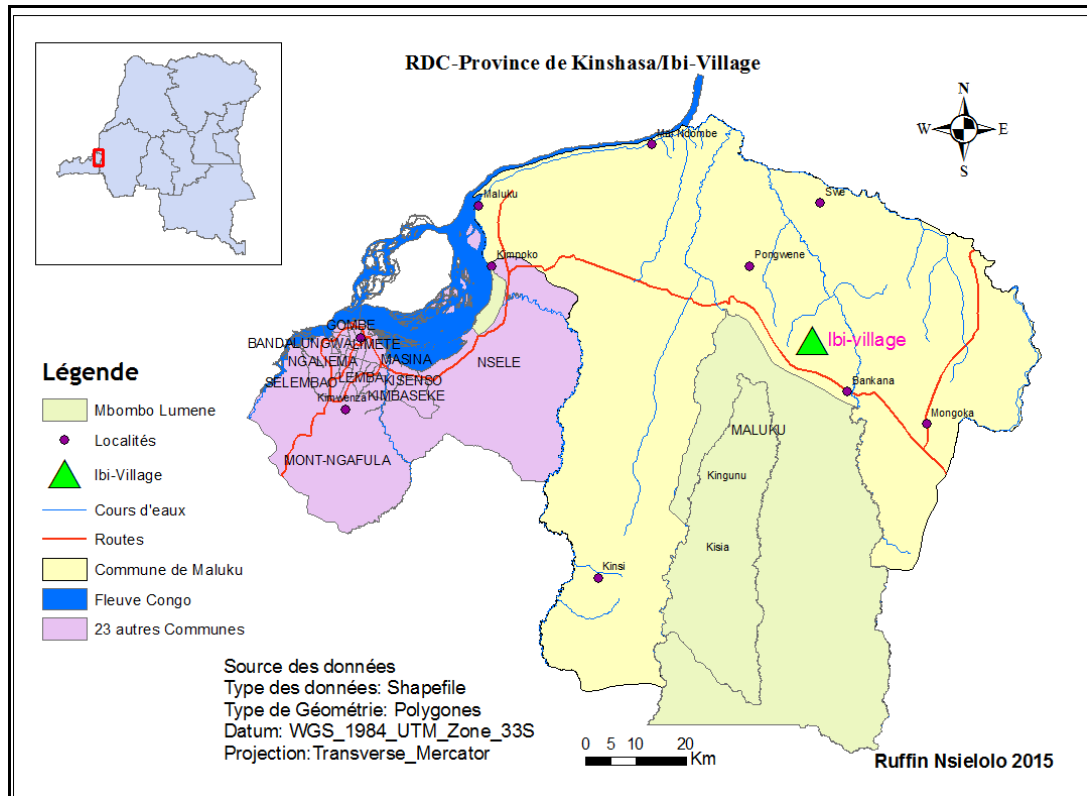 RDC-Province de Kinshasa/Ibi-Village
N
W E
S
Mai Ndombe
Maluku
Swe
Kimpoko
Pongwene
GOMBE
BANDALUNGWA
LIMETE
Ibi-village
NGALIEMA
MASINA
NSELE
SELEMBAO
LEMBA
KISENSO
Kimwenza
KIMBASEKE
Bankana
Mongoka
MALUKU
MONT-NGAFULA
Kingunu
Kisia
Kinsi
Légende
Mbombo Lumene
Localités
Ibi-Village
Cours d'eaux
Routes
Commune de Maluku
Fleuve Congo
23 autres Communes
Source des données
Type des données: Shapefile
Type de Géométrie: Polygones
Datum: WGS_1984_UTM_Zone_33S
Projection:Transverse_Mercator
0 5 10 20
Km
Ruffin Nsielolo 2015